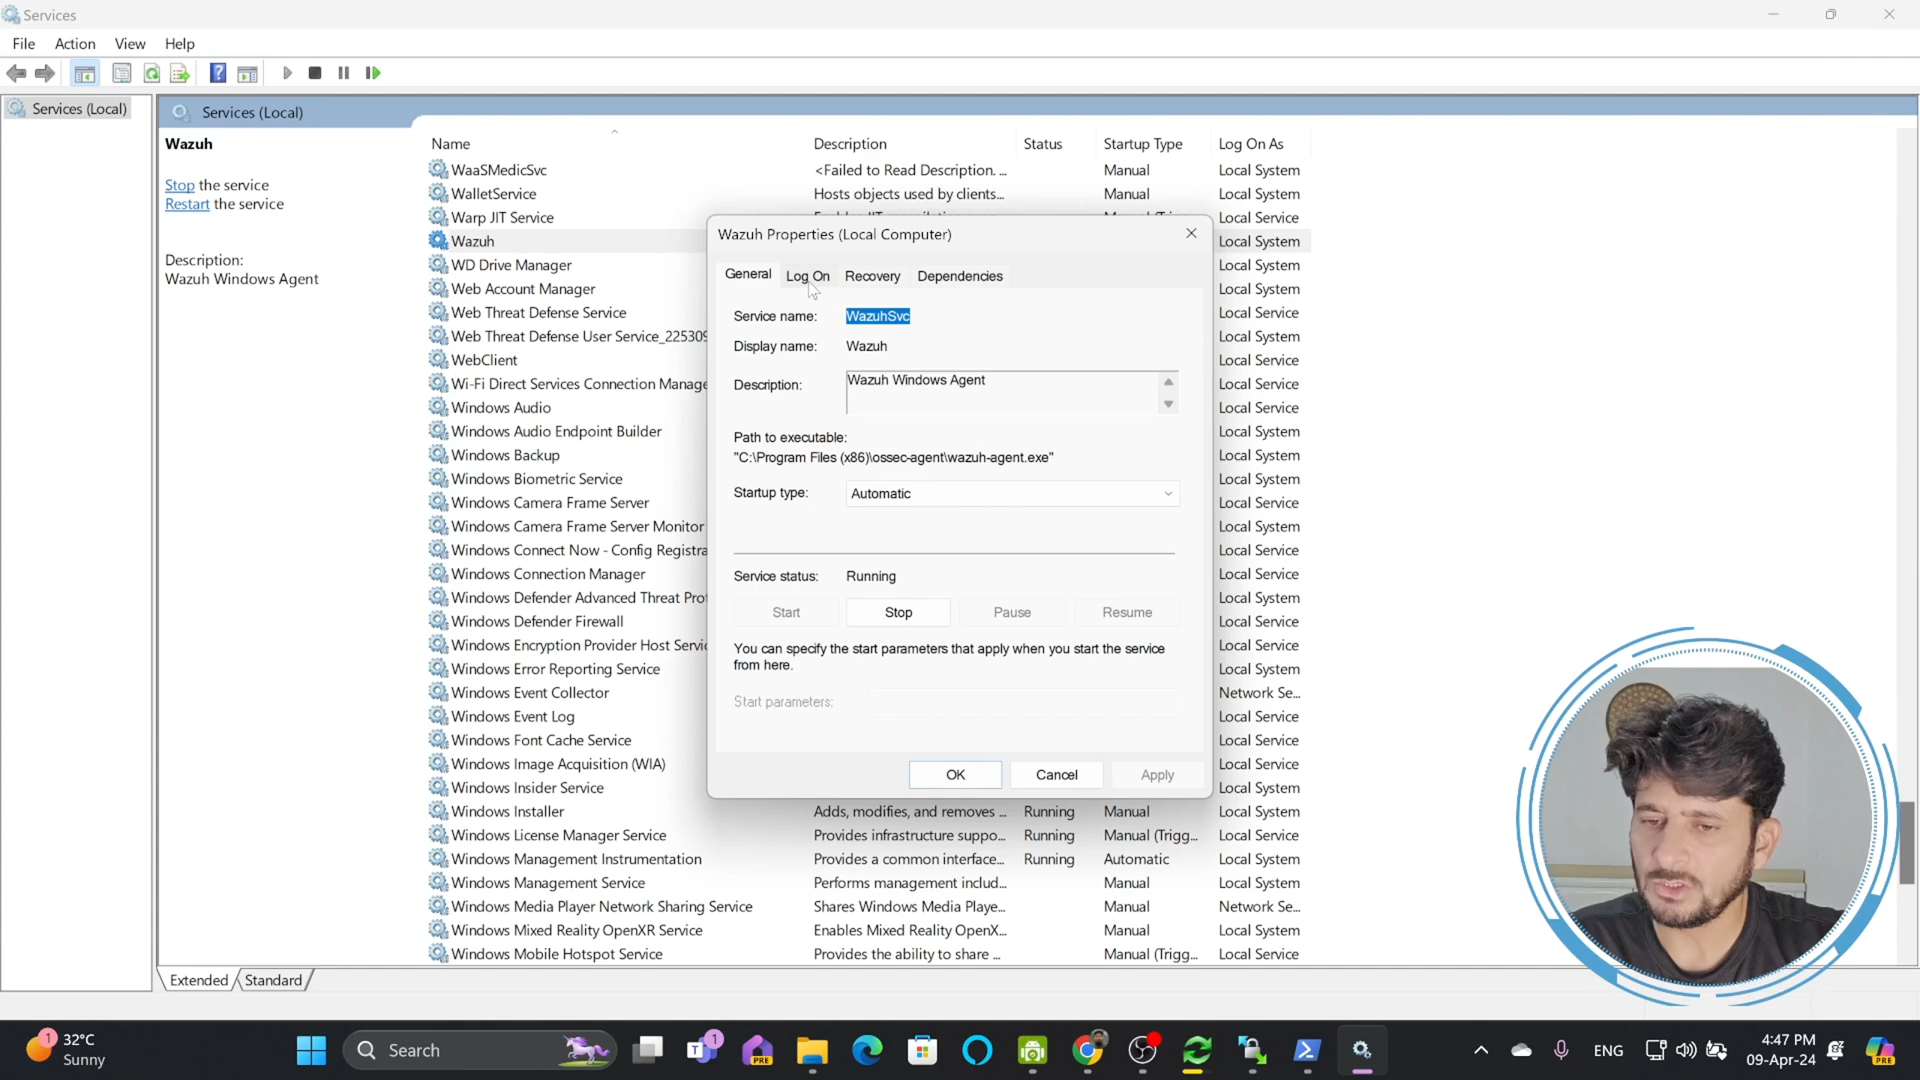 Services
File Action View Help
Services (Local)
Services (Local)
Wazuh
Stop the service
Restart the service
Description:
Wazuh Windows Agent
Name Description Status Startup Type Log On As
WaaSMedicSvc <Failed to Read Description. ... Manual Local System
WalletService Hosts objects used by clients... Manual Local System
Warp JIT Service Local Service
Wazuh Local System
WD Drive Manager Local System
Web Account Manager Local System
Web Threat Defense Service Local Service
Web Threat Defense User Service_225309 Local System
WebClient Local Service
Wi-Fi Direct Services Connection Manage Local Service
Windows Audio Local Service
Windows Audio Endpoint Builder Local System
Windows Backup Local System
Windows Biometric Service Local System
Windows Camera Frame Server Local Service
Windows Camera Frame Server Monitor Local System
Windows Connect Now - Config Registra Local Service
Windows Connection Manager Local Service
Windows Defender Advanced Threat Pro Local System
Windows Defender Firewall Local Service
Windows Encryption Provider Host Servi Local Service
Windows Error Reporting Service Local System
Windows Event Collector Network Se...
Windows Event Log Local Service
Windows Font Cache Service Local Service
Windows Image Acquisition (WIA) Local Service
Windows Insider Service Local System
Windows Installer Adds, modifies, and removes ... Running Manual Local System
Windows License Manager Service Provides infrastructure suppo... Running Manual (Trigg... Local Service
Windows Management Instrumentation Provides a common interface... Running Automatic Local System
Windows Management Service Performs management includ... Manual Local System
Windows Media Player Network Sharing Service Shares Windows Media Playe... Manual Network Se...
Windows Mixed Reality OpenXR Service Enables Mixed Reality OpenX... Manual Local System
Windows Mobile Hotspot Service Provides the ability to share ... Manual (Trigg... Local Service
Wazuh Properties (Local Computer)
General Log On Recovery Dependencies
Service name: WazuhSvc
Display name: Wazuh
Description: Wazuh Windows Agent
Path to executable:
"C:\Program Files (x86)\ossec-agent\wazuh-agent.exe"
Startup type: Automatic
Service status: Running
Start Stop Pause Resume
You can specify the start parameters that apply when you start the service
from here.
Start parameters:
OK Cancel Apply
Extended Standard
1 32°C
Sunny
Search
1
PRE
ENG
4:47 PM
09-Apr-24
PRE